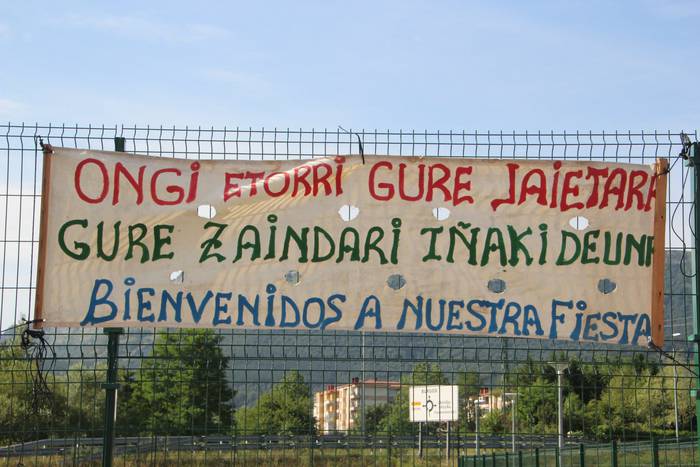 ONGI ETORRI GURE JAIETARA
GURE ZAINDARI IÑAKI DEUNA
BIENVENIDOS A NUESTRA FIESTA